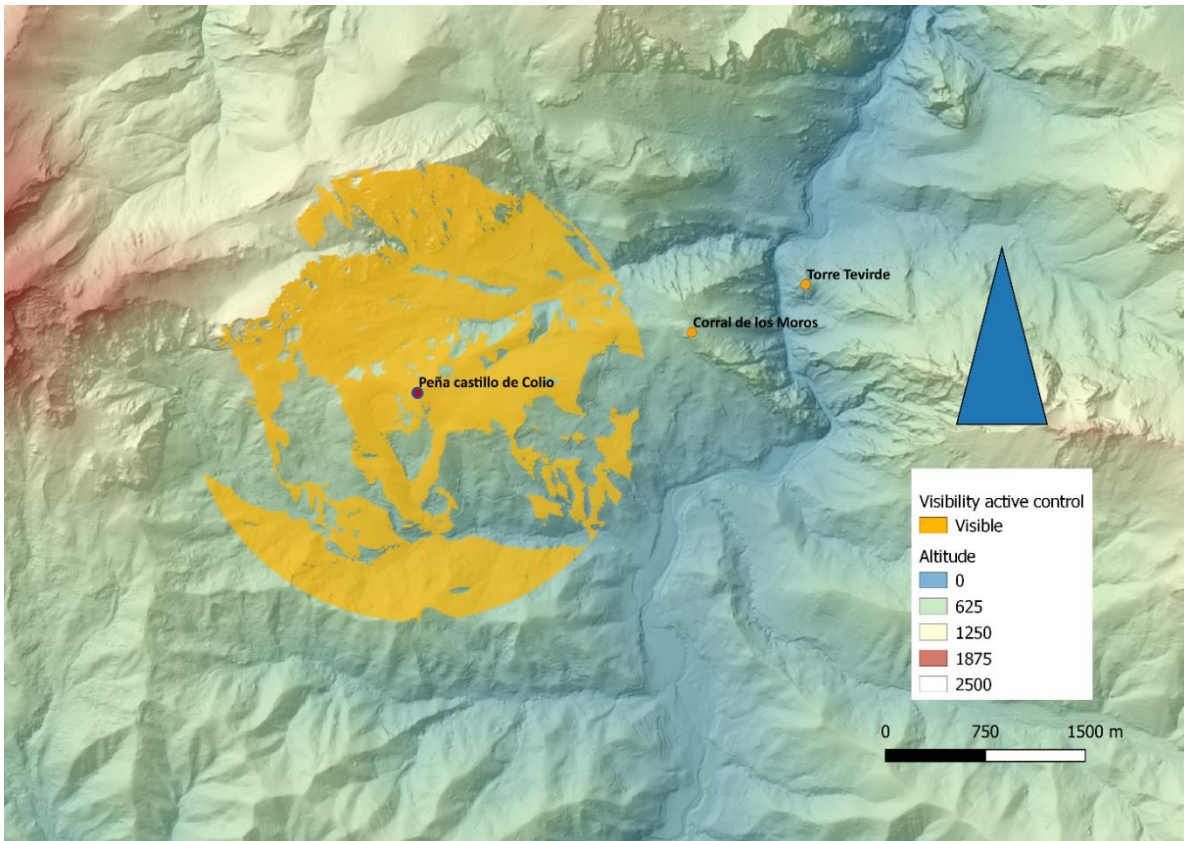 Torre Tevirde
Corral de los Moros
Peña castillo de Colio
Visibility active control
Visible
Altitude
0
625
1250
1875
2500
0 750 1500 m